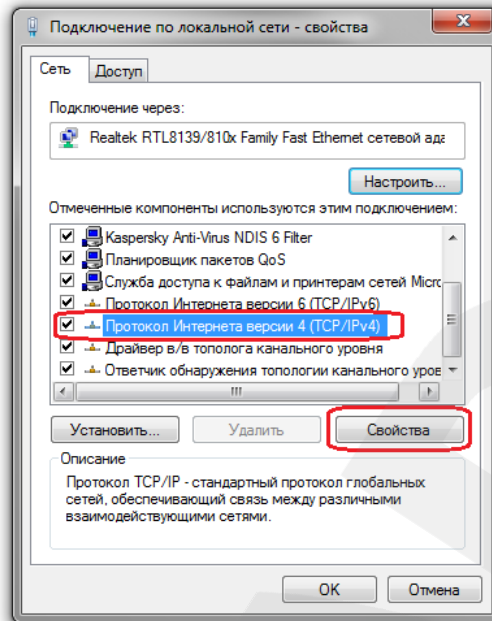 Подключение по локальной сети - свойства
Сеть
Доступ
Подключение через:
Realtek RTL8139/810x Family Fast Ethernet сетевой ада
Настроить...
Отмеченные компоненты используются этим подключением:
Kaspersky Anti-Virus NDIS 6 Filter
Планировщик пакетов QoS
Служба доступа к файлам и принтерам сетей Micro
Протокол Интернета версии 6 (TCP/IPv6)
Протокол Интернета версии 4 (TCP/IPv4)
Драйвер в/в тополога канального уровня
Ответчик обнаружения топологии канального уров
Установить...
Удалить
Свойства
Описание
Протокол TCP/IP - стандартный протокол глобальных
сетей, обеспечивающий связь между различными
взаимодействующими сетями.
OK
Отмена